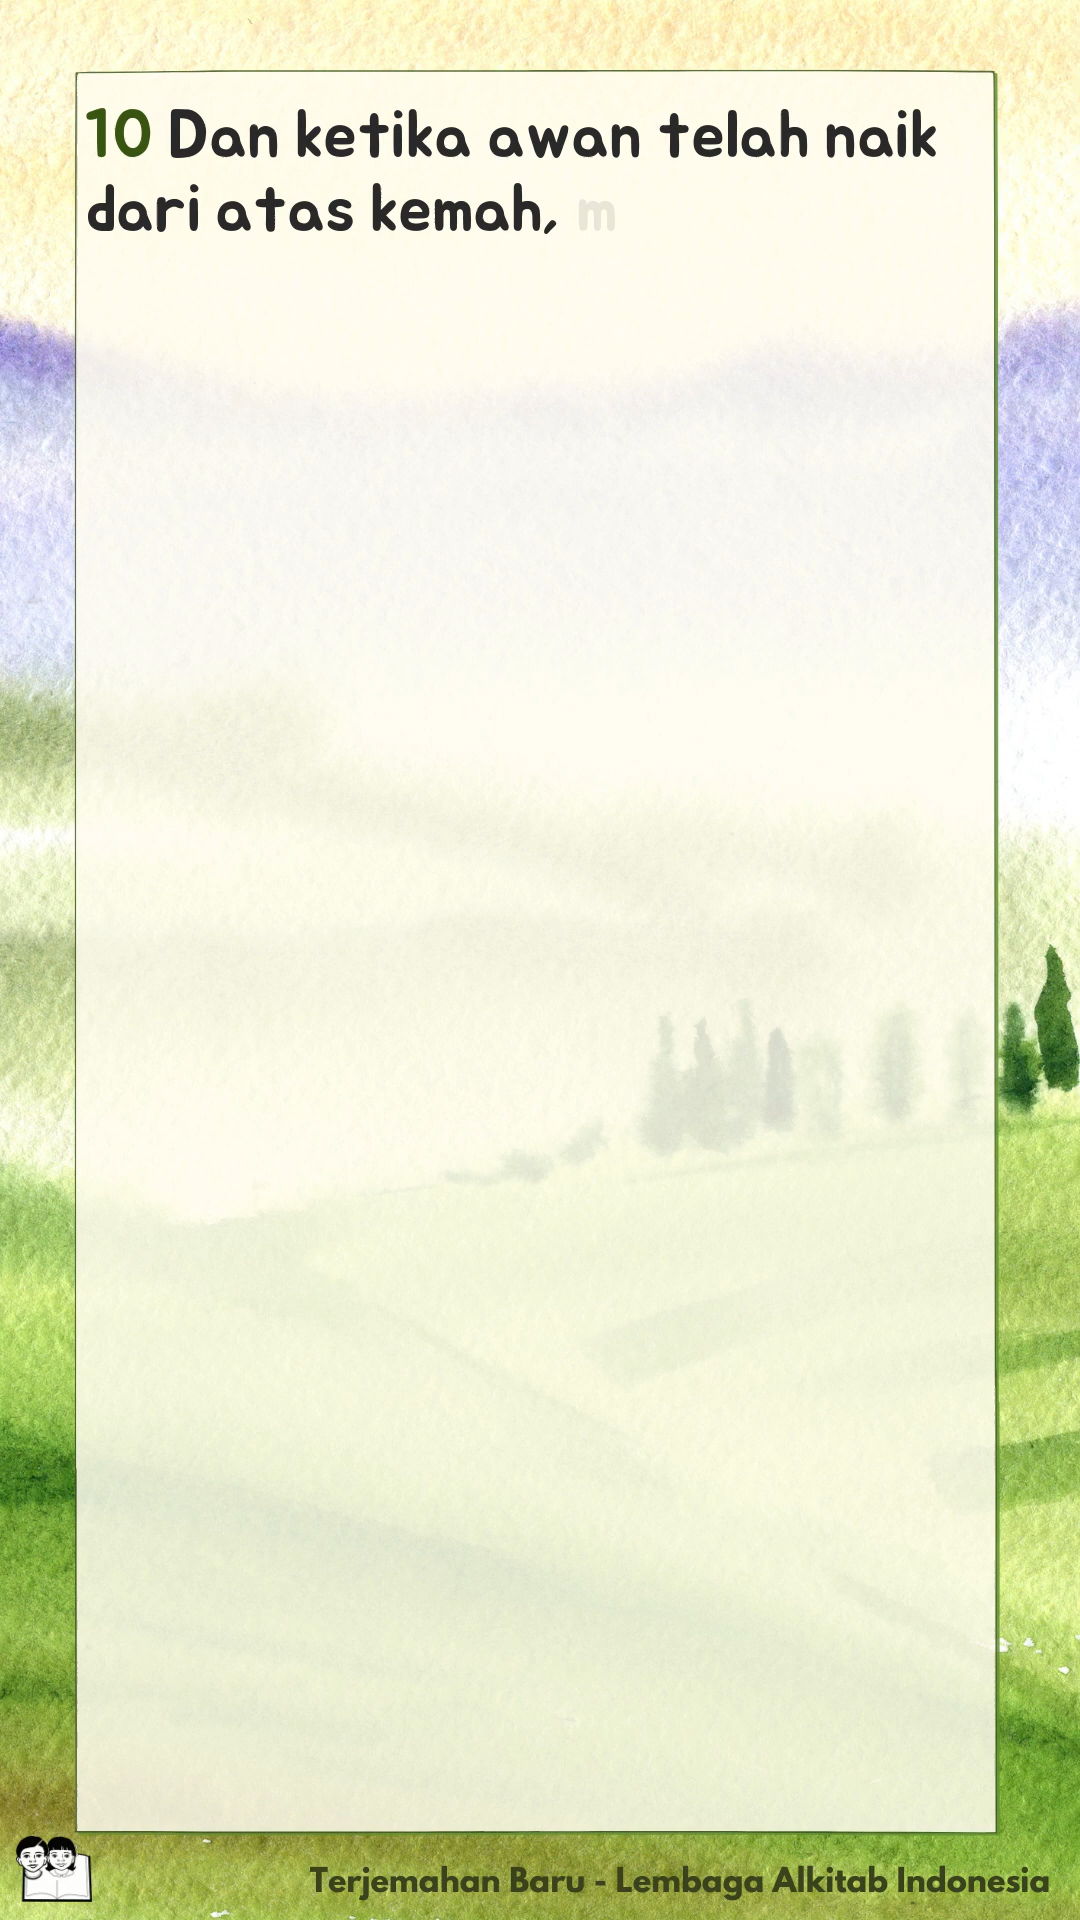 10 Dan ketika awan telah naik
dari atas kemah, m
Terjemahan Baru - Lembaga Alkitab Indonesia